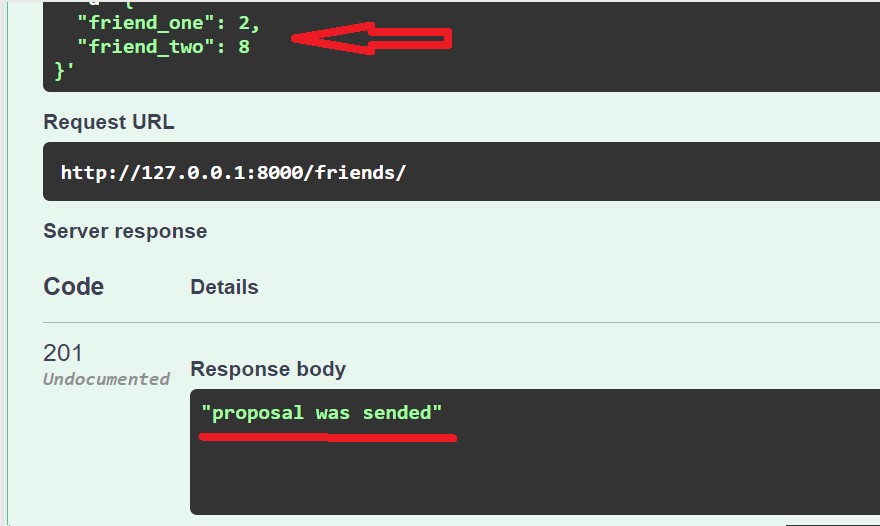 "friend_one": 2,
"friend_two": 8
}'
Request URL
http://127.0.0.1:8000/friends/
Server response
Code Details
201
Undocumented
Response body
"proposal was sended"